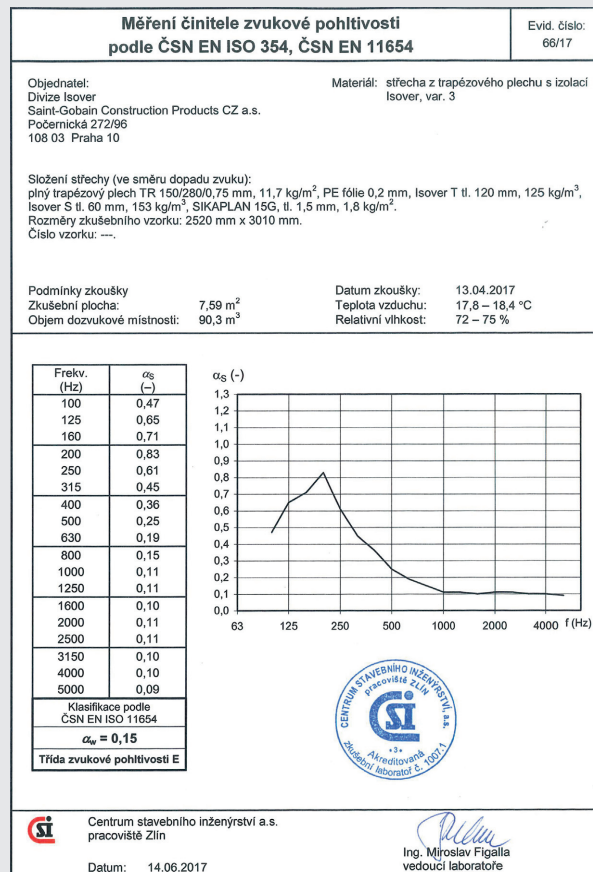 Měření činitele zvukové pohltivosti
podle ČSN EN ISO 354, ČSN EN 11654
Evid. číslo:
66/17
Objednatel:
Divize Isover
Saint-Gobain Construction Products CZ a.s.
Počernická 272/96
108 03 Praha 10
Materiál: střecha z trapézového plechu s izolací
Isover, var. 3
Složení střechy (ve směru dopadu zvuku):
plný trapézový plech TR 150/280/0,75 mm, 11,7 kg/m², PE fólie 0,2 mm, Isover T tl. 120 mm, 125 kg/m³,
Isover S tl. 60 mm, 153 kg/m³, SIKAPLAN 15G, tl. 1,5 mm, 1,8 kg/m².
Rozměry zkušebního vzorku: 2520 mm x 3010 mm.
Číslo vzorku: ---.
Podmínky zkoušky
Zkušební plocha: 7,59 m²
Objem dozvukové místnosti: 90,3 m³
Datum zkoušky: 13.04.2017
Teplota vzduchu: 17,8 – 18,4 °C
Relativní vlhkost: 72 – 75 %
Frekv. αS
(Hz) (–)
100 0,47
125 0,65
160 0,71
200 0,83
250 0,61
315 0,45
400 0,36
500 0,25
630 0,19
800 0,15
1000 0,11
1250 0,11
1600 0,10
2000 0,11
2500 0,11
3150 0,10
4000 0,10
5000 0,09
Klasifikace podle
ČSN EN ISO 11654
αw = 0,15
Třída zvukové pohltivosti E
αS (-)
1,3
1,2
1,1
1,0
0,9
0,8
0,7
0,6
0,5
0,4
0,3
0,2
0,1
0,0
63 125 250 500 1000 2000 4000 f (Hz)
CENTRUM STAVEBNÍHO INŽENÝRSTVÍ, a.s.
pracoviště ZLÍN
CSI
•3•
Akreditovaná
zkušební laboratoř č. 1007.1
CSI
Centrum stavebního inženýrství a.s.
pracoviště Zlín
Datum: 14.06.2017
Ing. Miroslav Figalla
vedoucí laboratoře